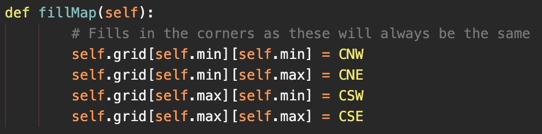 def fillMap(self):
# Fills in the corners as these will always be the same
self.grid[self.min][self.min] = CNW
self.grid[self.min][self.max] = CNE
self.grid[self.max][self.min] = CSW
self.grid[self.max][self.max] = CSE